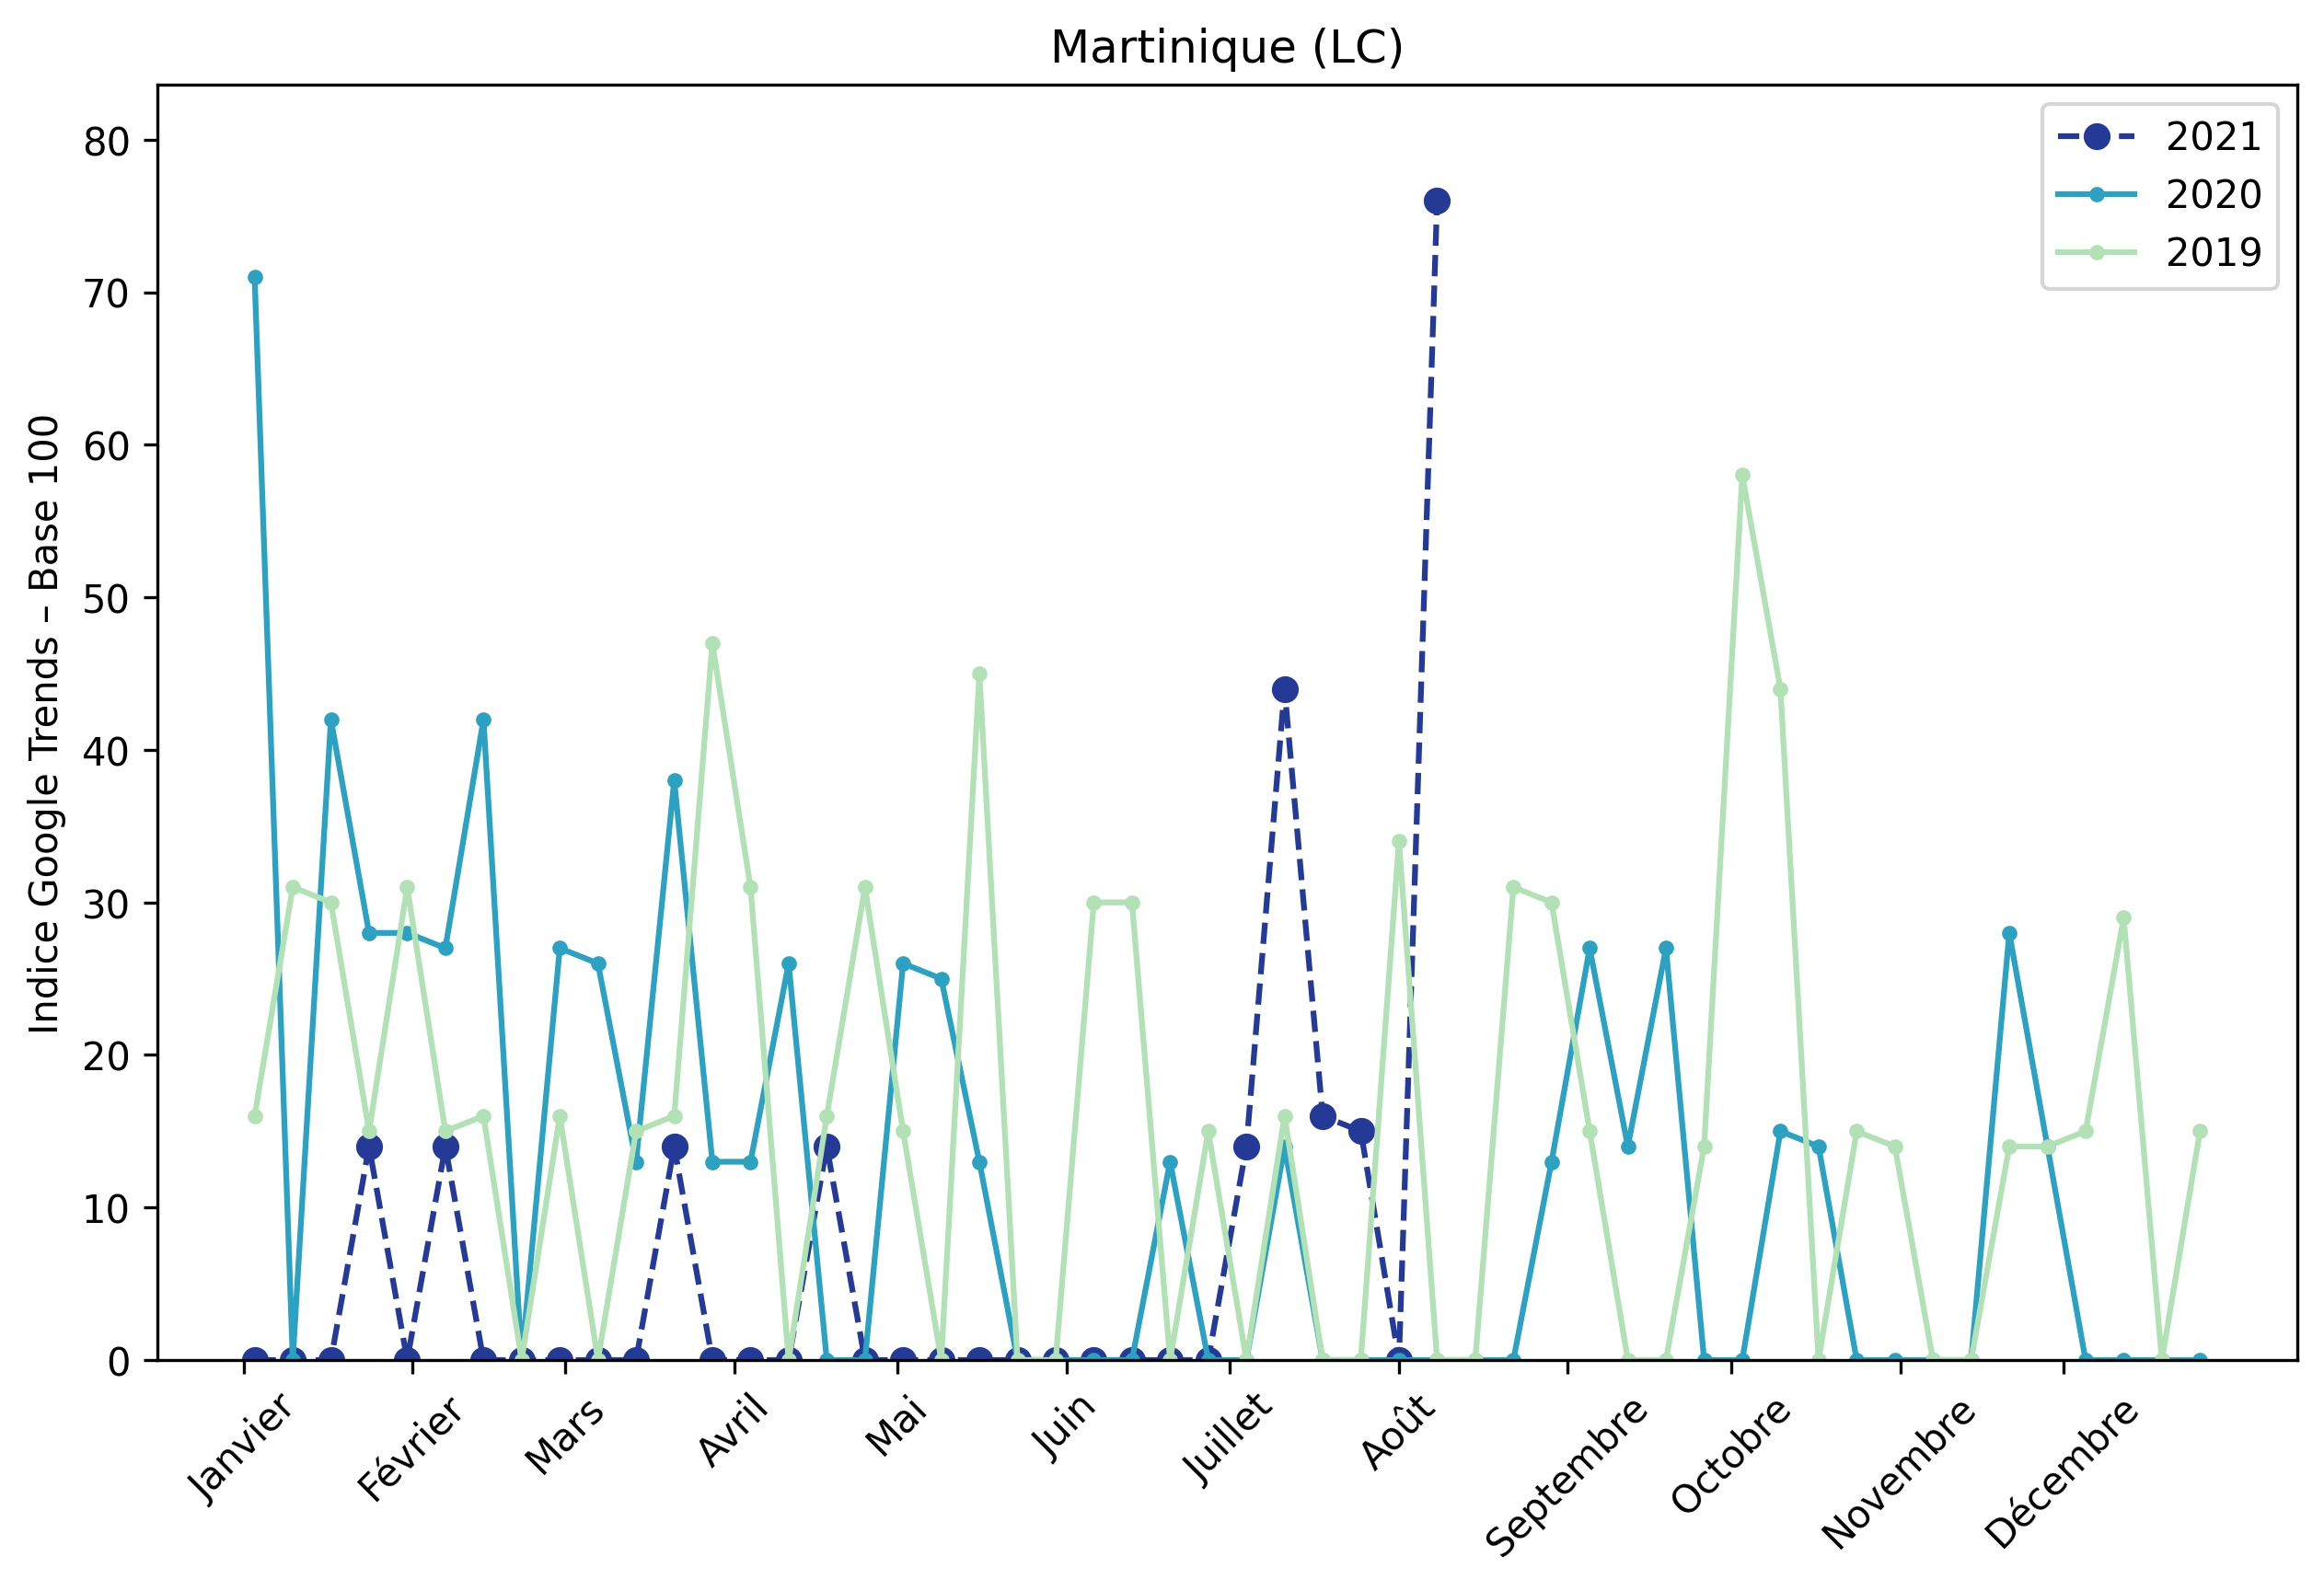 Martinique (LC)
Indice Google Trends – Base 100
80
70
60
50
40
30
20
10
0
2021
2020
2019
Janvier
Février
Mars
Avril
Mai
Juin
Juillet
Août
Septembre
Octobre
Novembre
Décembre